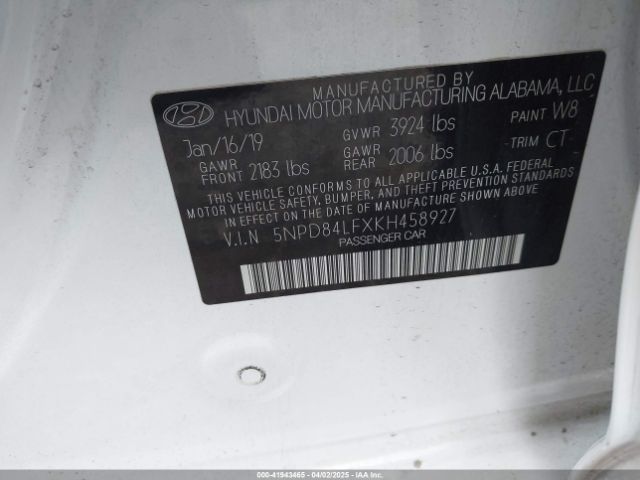 MANUFACTURED BY
HYUNDAI MOTOR MANUFACTURING ALABAMA, LLC
Jan/16/19 GVWR 3924 lbs PAINT W8
GAWR FRONT 2183 lbs GAWR REAR 2006 lbs TRIM CT
THIS VEHICLE CONFORMS TO ALL APPLICABLE U.S.A. FEDERAL
MOTOR VEHICLE SAFETY, BUMPER, AND THEFT PREVENTION STANDARDS
IN EFFECT ON THE DATE OF MANUFACTURE SHOWN ABOVE
V.I.N 5NPD84LFXKH458927
PASSENGER CAR
000-41943465 - 04/02/2025 - IAA Inc.